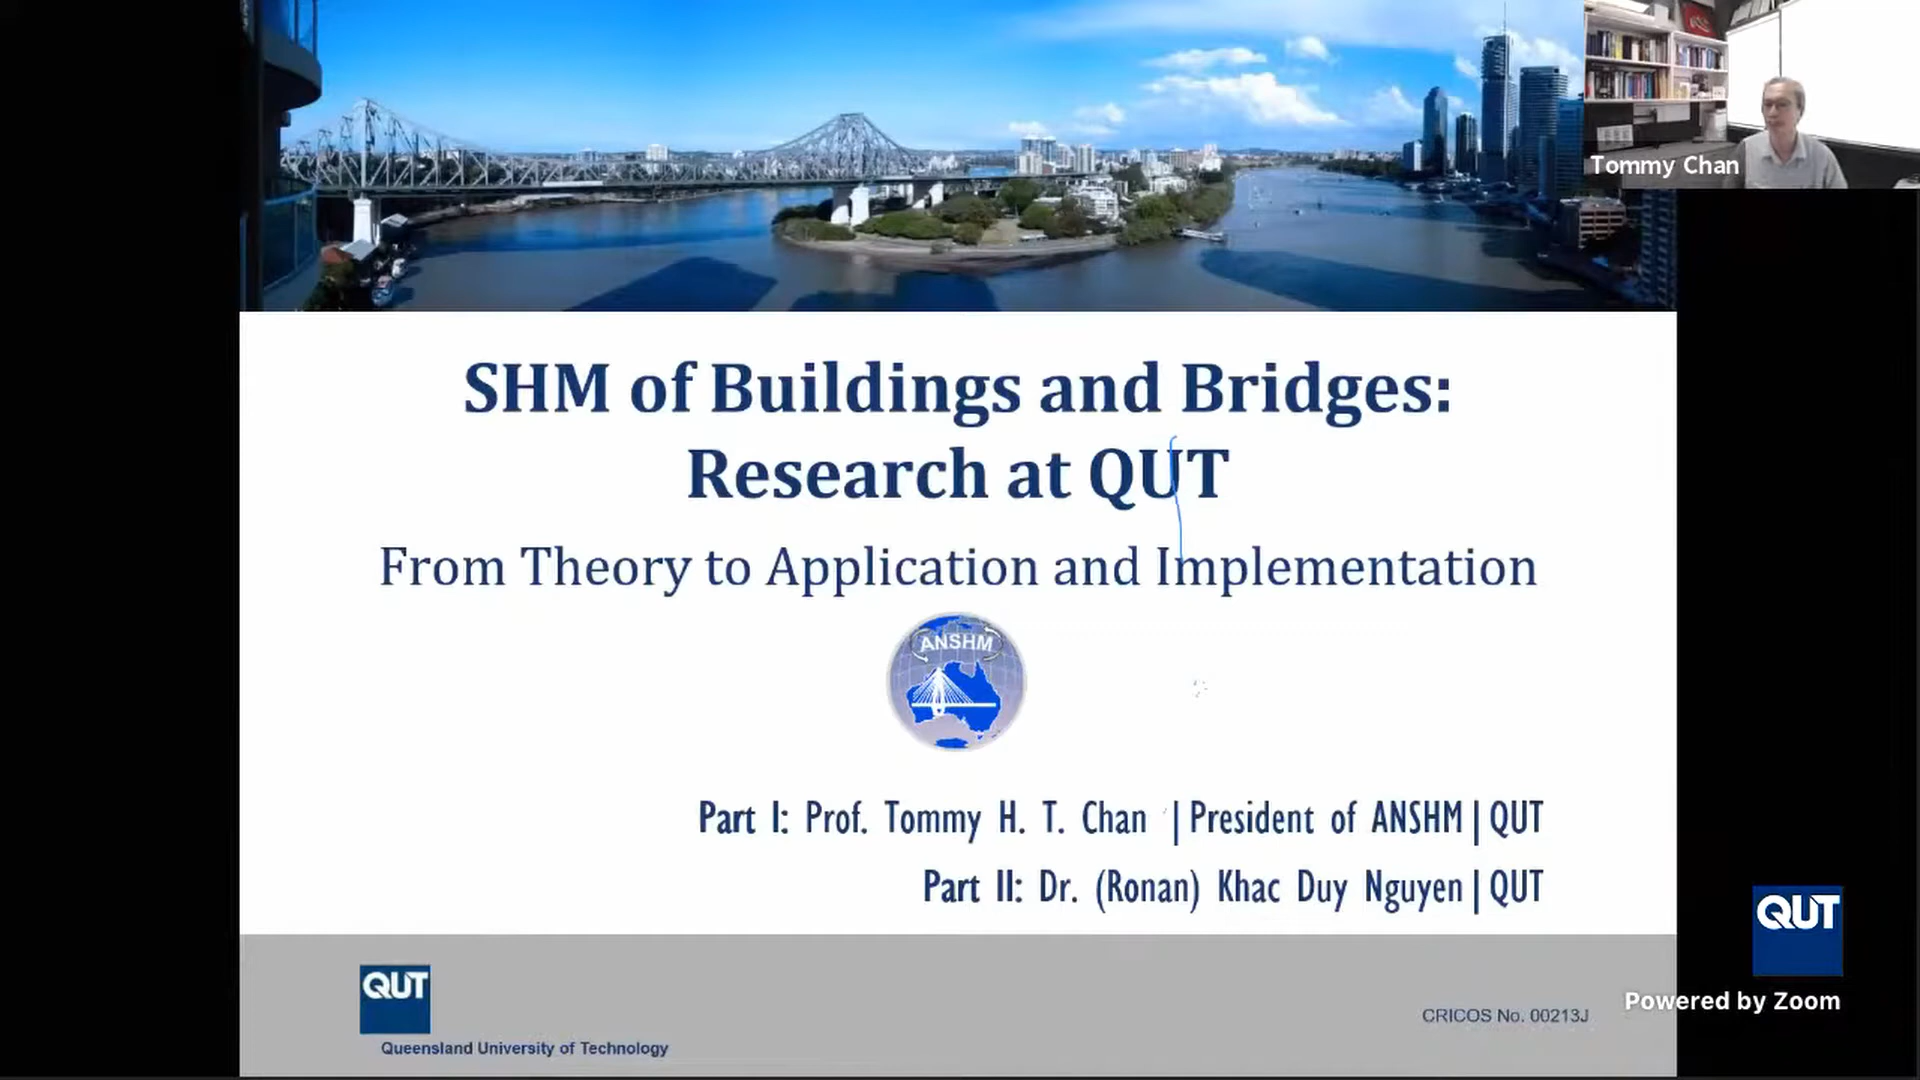 Tommy Chan
SHM of Buildings and Bridges:
Research at QUT
From Theory to Application and Implementation
ANSHM
Part I: Prof. Tommy H. T. Chan | President of ANSHM | QUT
Part II: Dr. (Ronan) Khac Duy Nguyen | QUT
QUT
Queensland University of Technology
CRICOS No. 00213J
QUT
Powered by Zoom